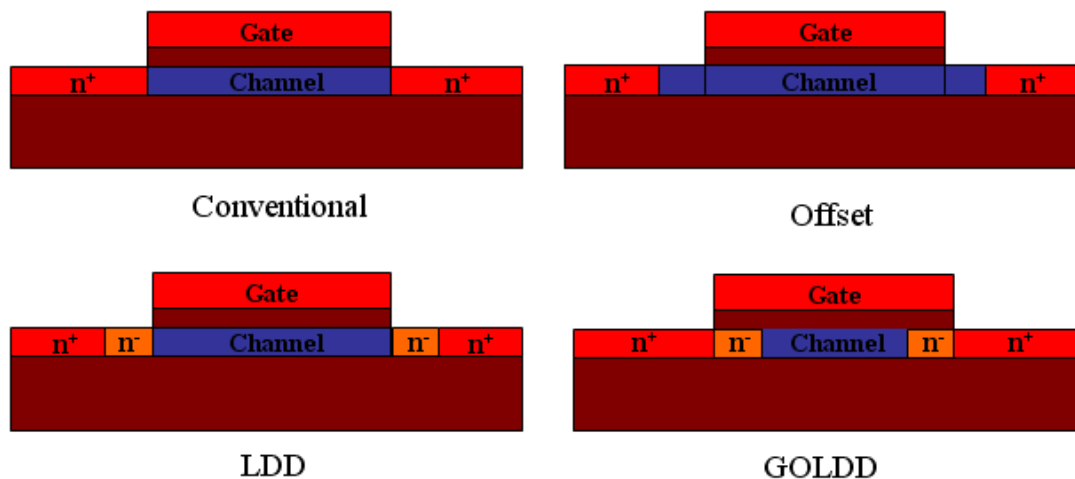 Gate
n⁺ Channel n⁺
Conventional
Gate
n⁺ Channel n⁺
Offset
Gate
n⁺ n⁻ Channel n⁻ n⁺
LDD
Gate
n⁺ n⁻ Channel n⁻ n⁺
GOLDD